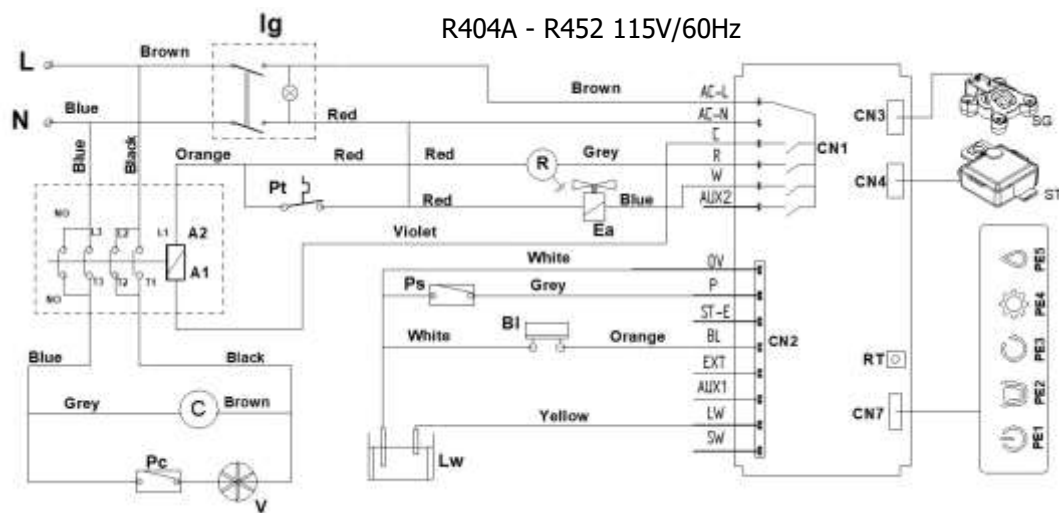 R404A - R452 115V/60Hz
Ig
L
Brown
Brown
AC-L
CN3
SG
N
Blue
Red
AC-N
CN1
C
Blue
Black
Orange
Red
Red
R
Grey
R
CN4
ST
Pt
W
Red
Ea
Blue
AUX2
NO
L3
L2
L1
A2
Violet
A1
NO
T3
T2
T1
White
0V
PE5
Ps
Grey
P
PE4
ST-E
White
Bl
Orange
BL
CN2
PE3
Blue
Black
EXT
RT
PE2
Grey
C
Brown
AUX1
CN7
Yellow
LW
PE1
Pc
V
Lw
SW